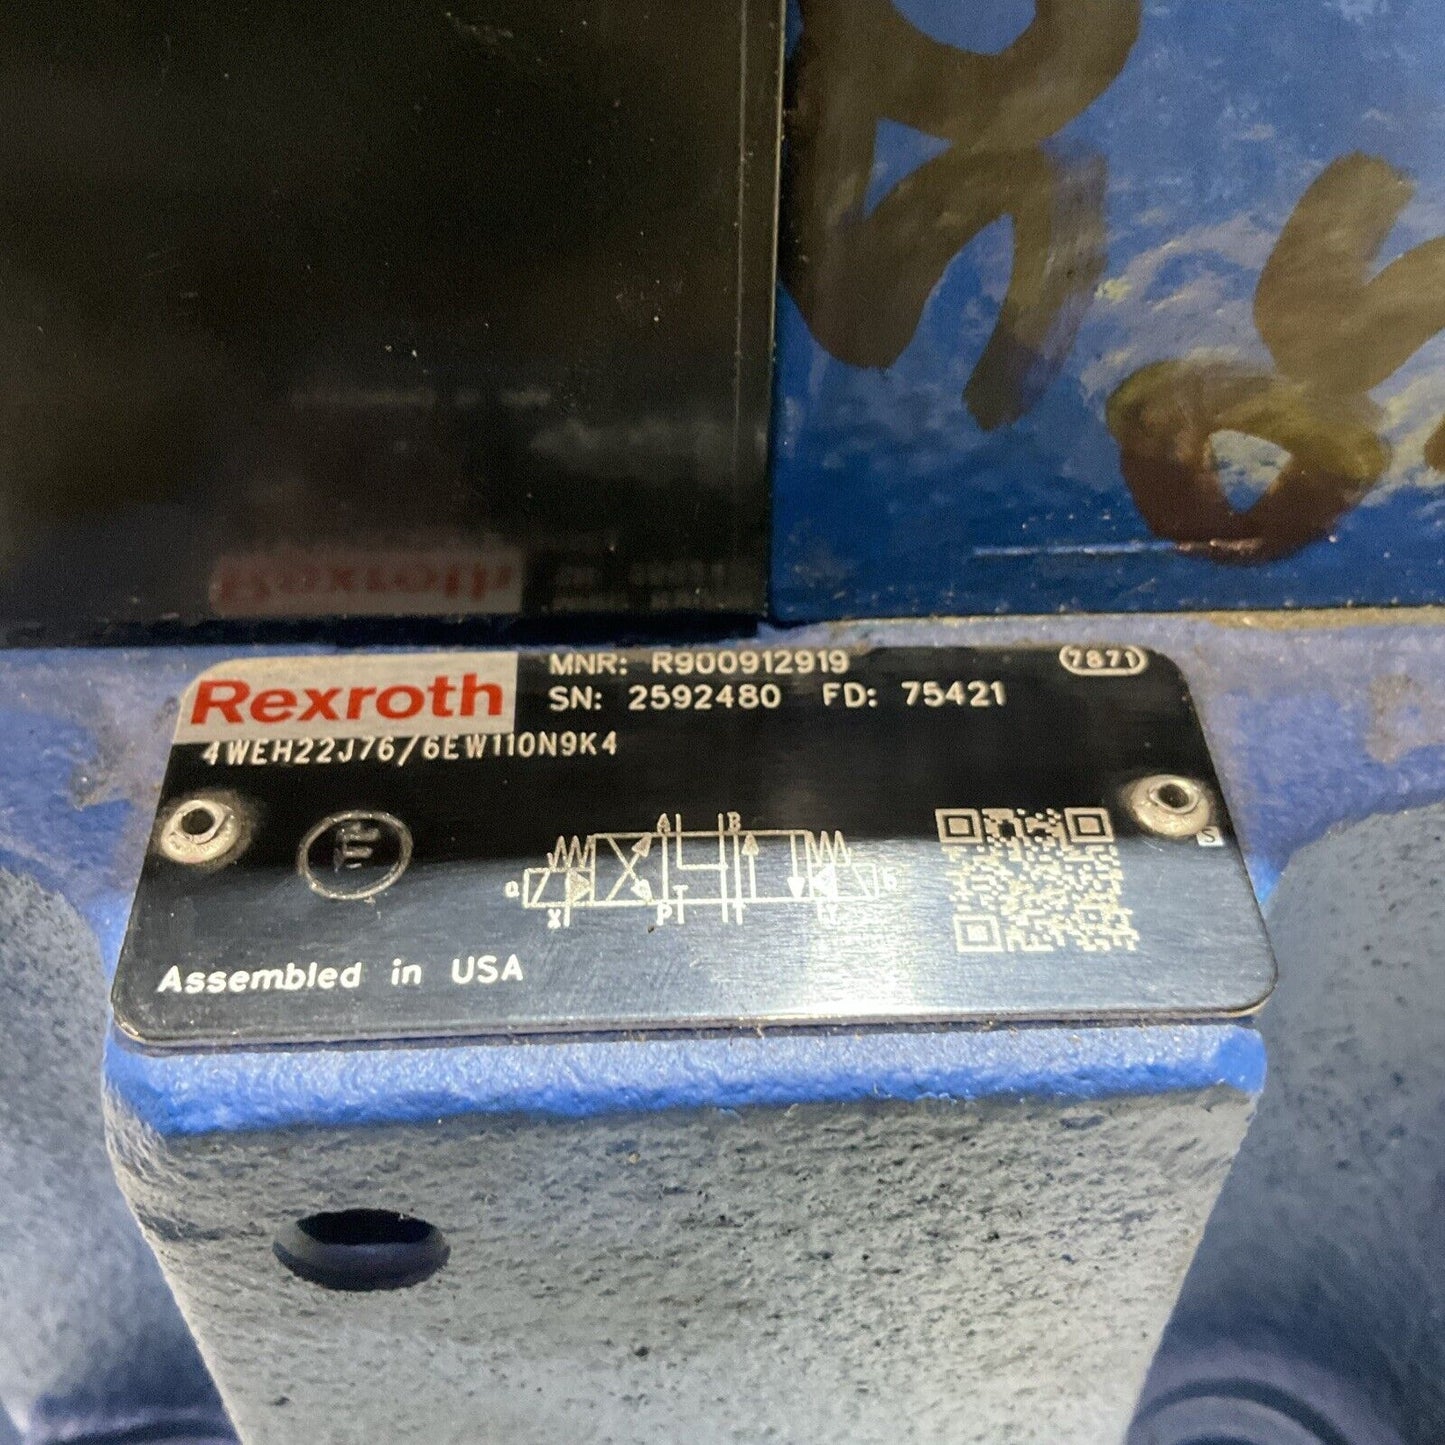 Rexroth
MNR: R900912919
7871
SN: 2592480 FD: 75421
4WEH22J76/6EW110N9K4
A B
a b
X P T Y
S
Assembled in USA